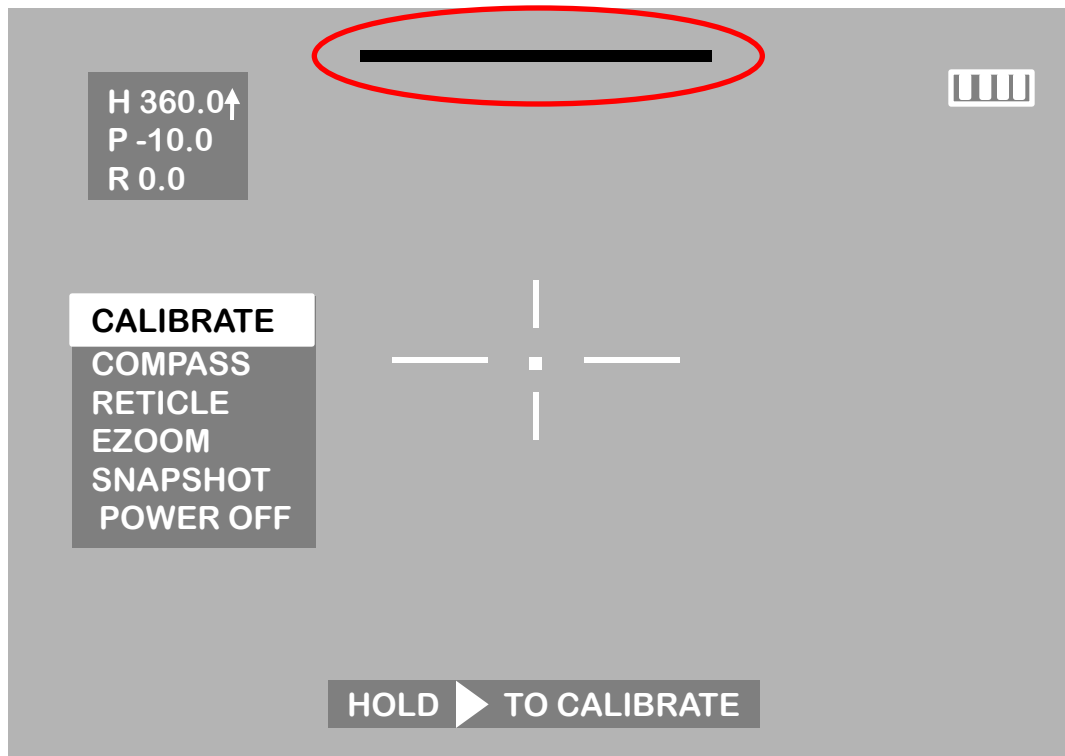 H 360.0
P -10.0
R 0.0
CALIBRATE
COMPASS
RETICLE
EZOOM
SNAPSHOT
POWER OFF
HOLD TO CALIBRATE